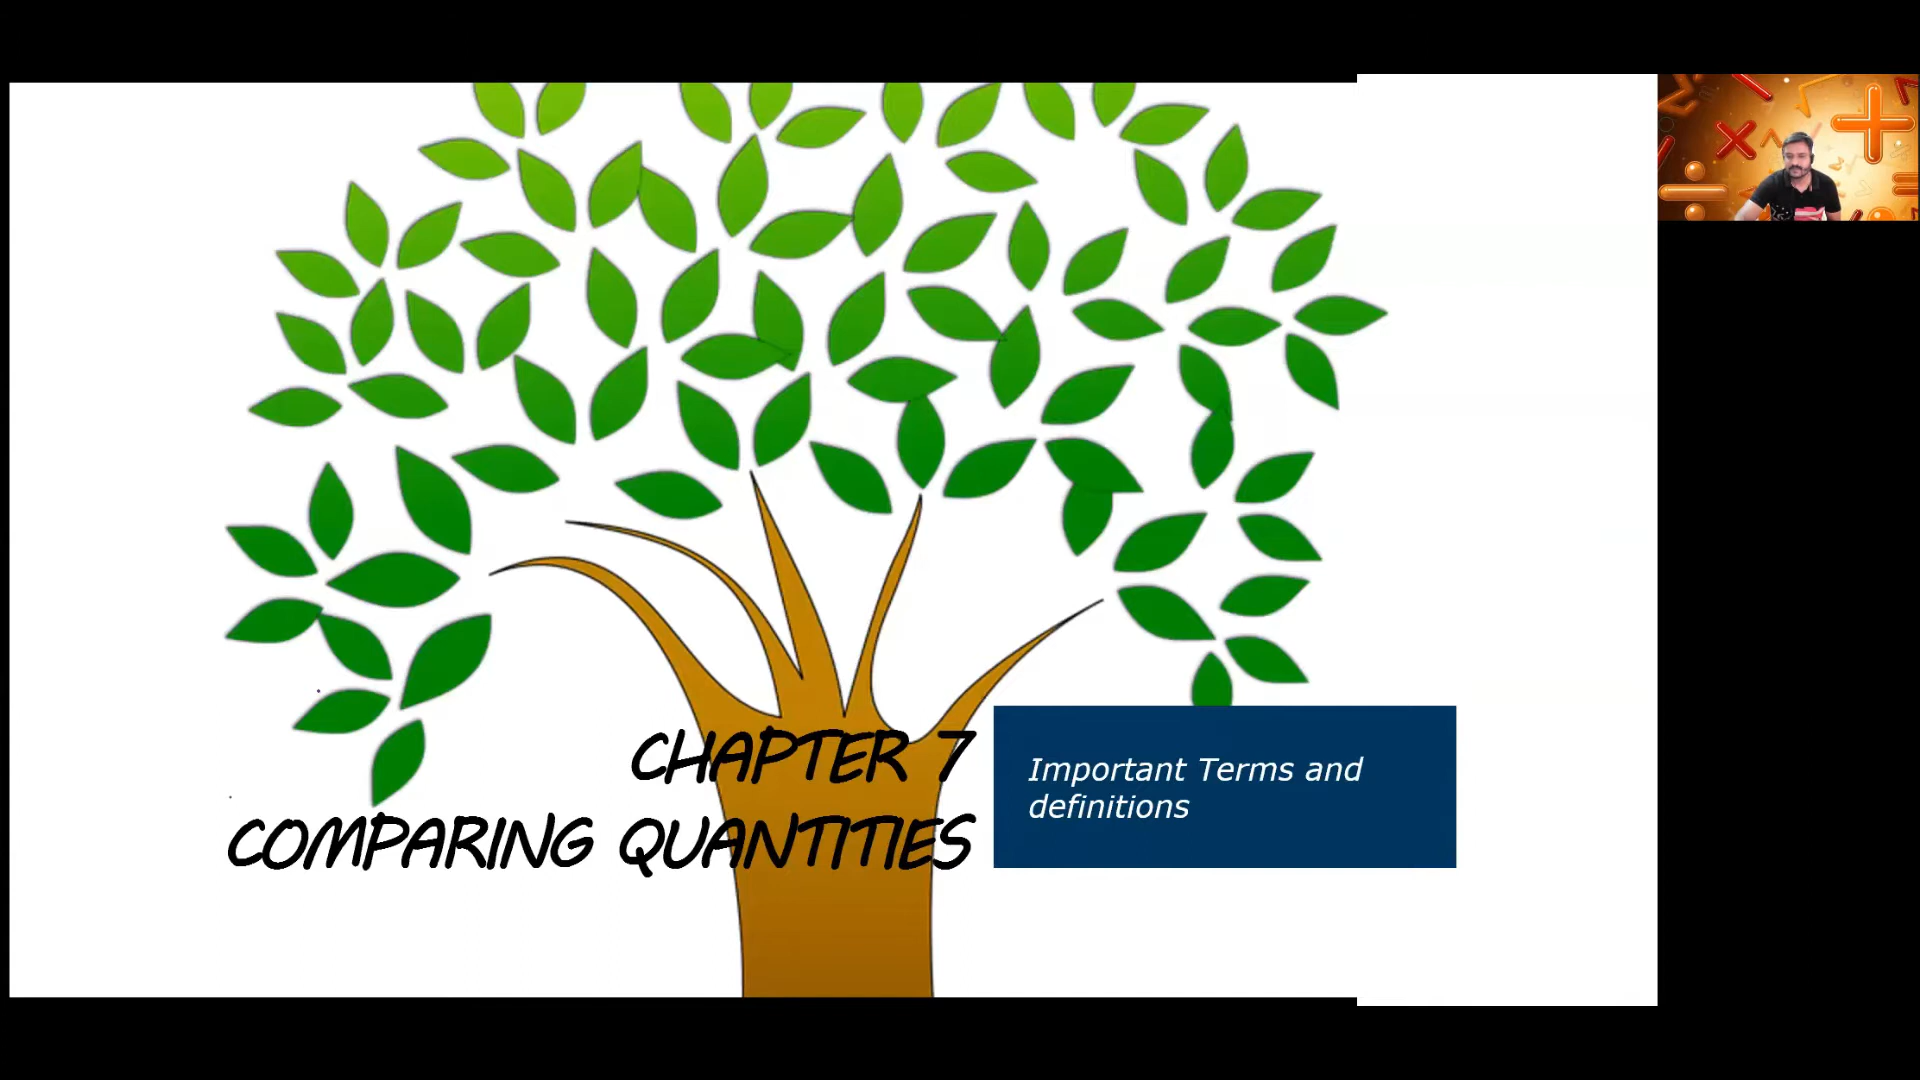 CHAPTER 7
COMPARING QUANTITIES
Important Terms and
definitions